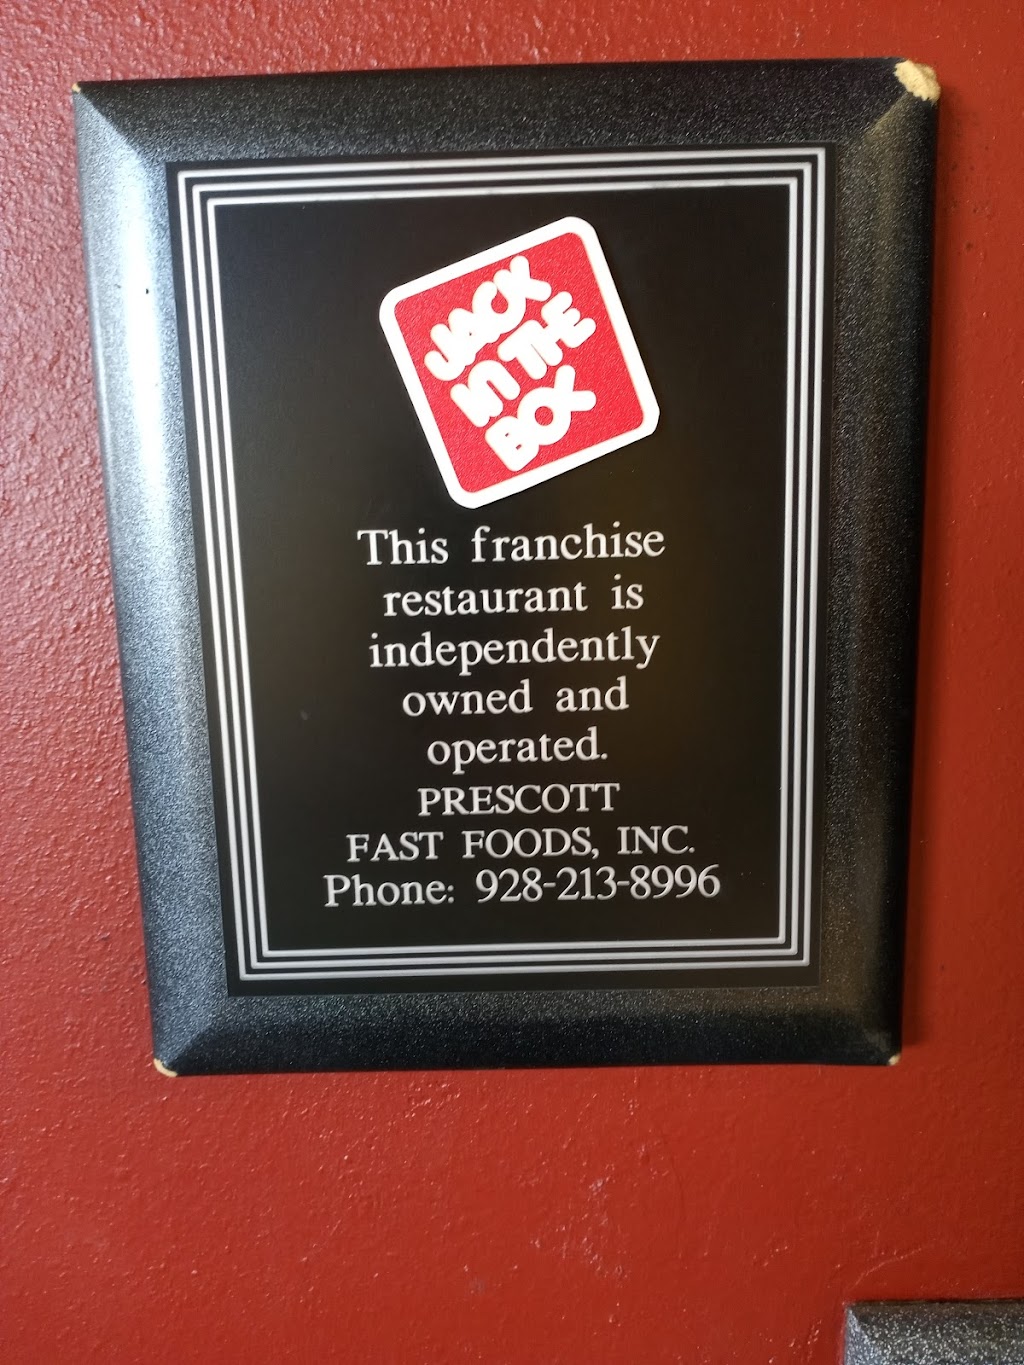 JACK
IN THE
BOX
This franchise
restaurant is
independently
owned and
operated.
PRESCOTT
FAST FOODS, INC.
Phone: 928-213-8996